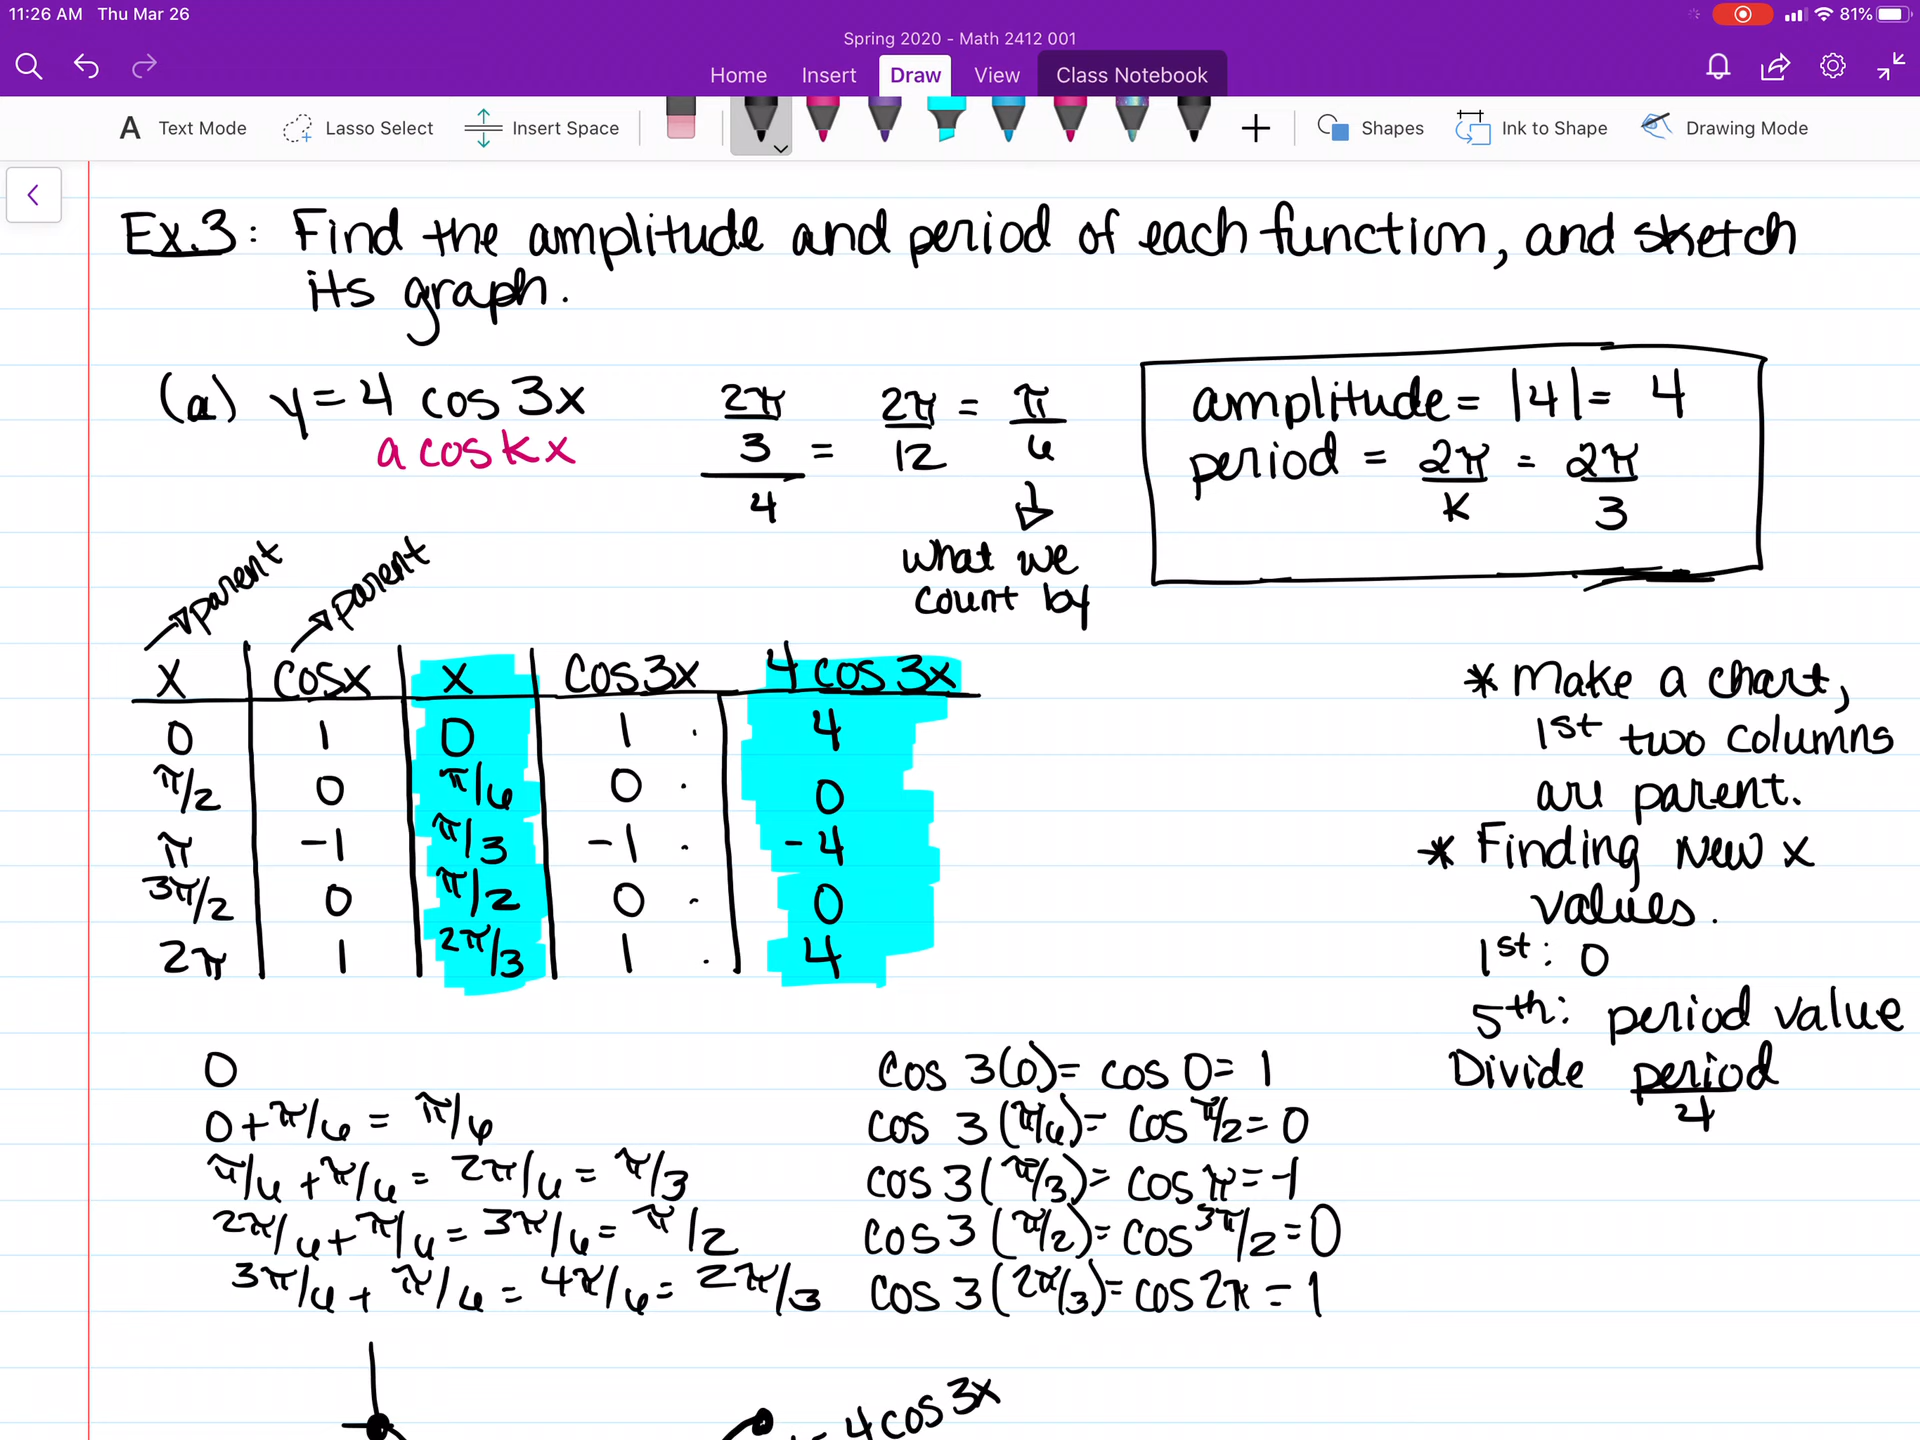 11:26 AM Thu Mar 26
81%
Spring 2020 - Math 2412 001
Home Insert Draw View Class Notebook
A Text Mode Lasso Select Insert Space Shapes Ink to Shape Drawing Mode
Ex.3: Find the amplitude and period of each function, and sketch
its graph.
(a) y = 4 cos 3x
a cos kx
2π/3 / 4 = 2π/12 = π/6
what we
count by
amplitude = |4| = 4
period = 2π/k = 2π/3
parent parent
x cosx x cos3x 4 cos 3x
0 1 0 1 . 4
π/2 0 π/6 0 . 0
π -1 π/3 -1 . -4
3π/2 0 π/2 0 . 0
2π 1 2π/3 1 . 4
* Make a chart,
1st two columns
are parent.
* Finding new x
values.
1st: 0
5th: period value
Divide period/4
0
0 + π/6 = π/6
π/6 + π/6 = 2π/6 = π/3
2π/6 + π/6 = 3π/6 = π/2
3π/6 + π/6 = 4π/6 = 2π/3
cos 3(0) = cos 0 = 1
cos 3(π/6) = cos π/2 = 0
cos 3(π/3) = cos π = -1
cos 3(π/2) = cos 3π/2 = 0
cos 3(2π/3) = cos 2π = 1
= 4 cos 3x